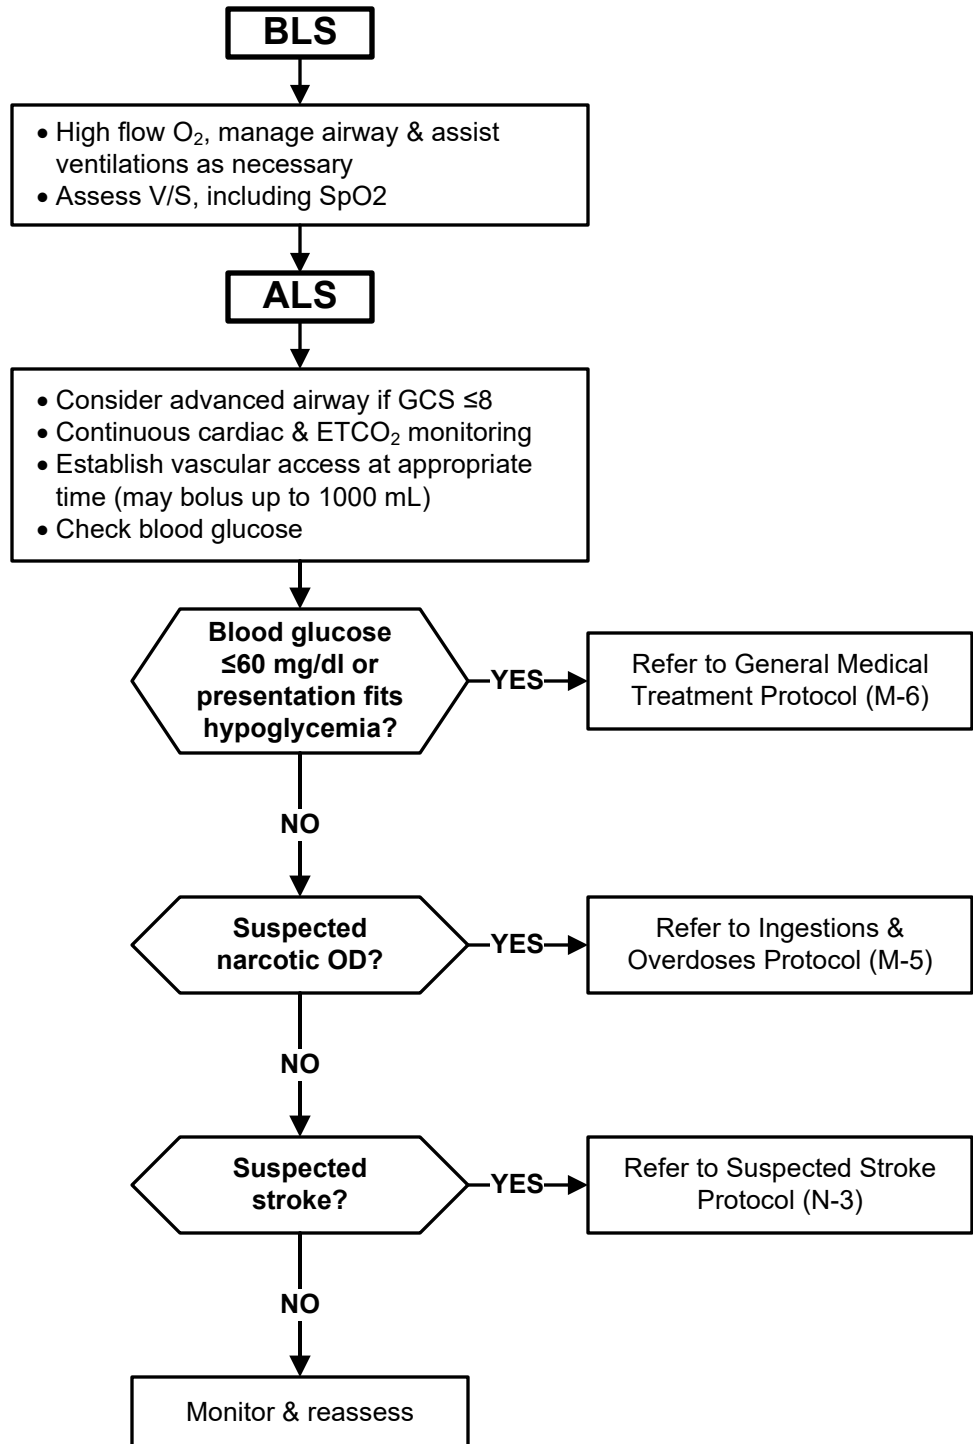 BLS
• High flow O₂, manage airway & assist
ventilations as necessary
• Assess V/S, including SpO2
ALS
• Consider advanced airway if GCS ≤8
• Continuous cardiac & ETCO₂ monitoring
• Establish vascular access at appropriate
time (may bolus up to 1000 mL)
• Check blood glucose
Blood glucose
≤60 mg/dl or
presentation fits
hypoglycemia?
YES
Refer to General Medical
Treatment Protocol (M-6)
NO
Suspected
narcotic OD?
YES
Refer to Ingestions &
Overdoses Protocol (M-5)
NO
Suspected
stroke?
YES
Refer to Suspected Stroke
Protocol (N-3)
NO
Monitor & reassess